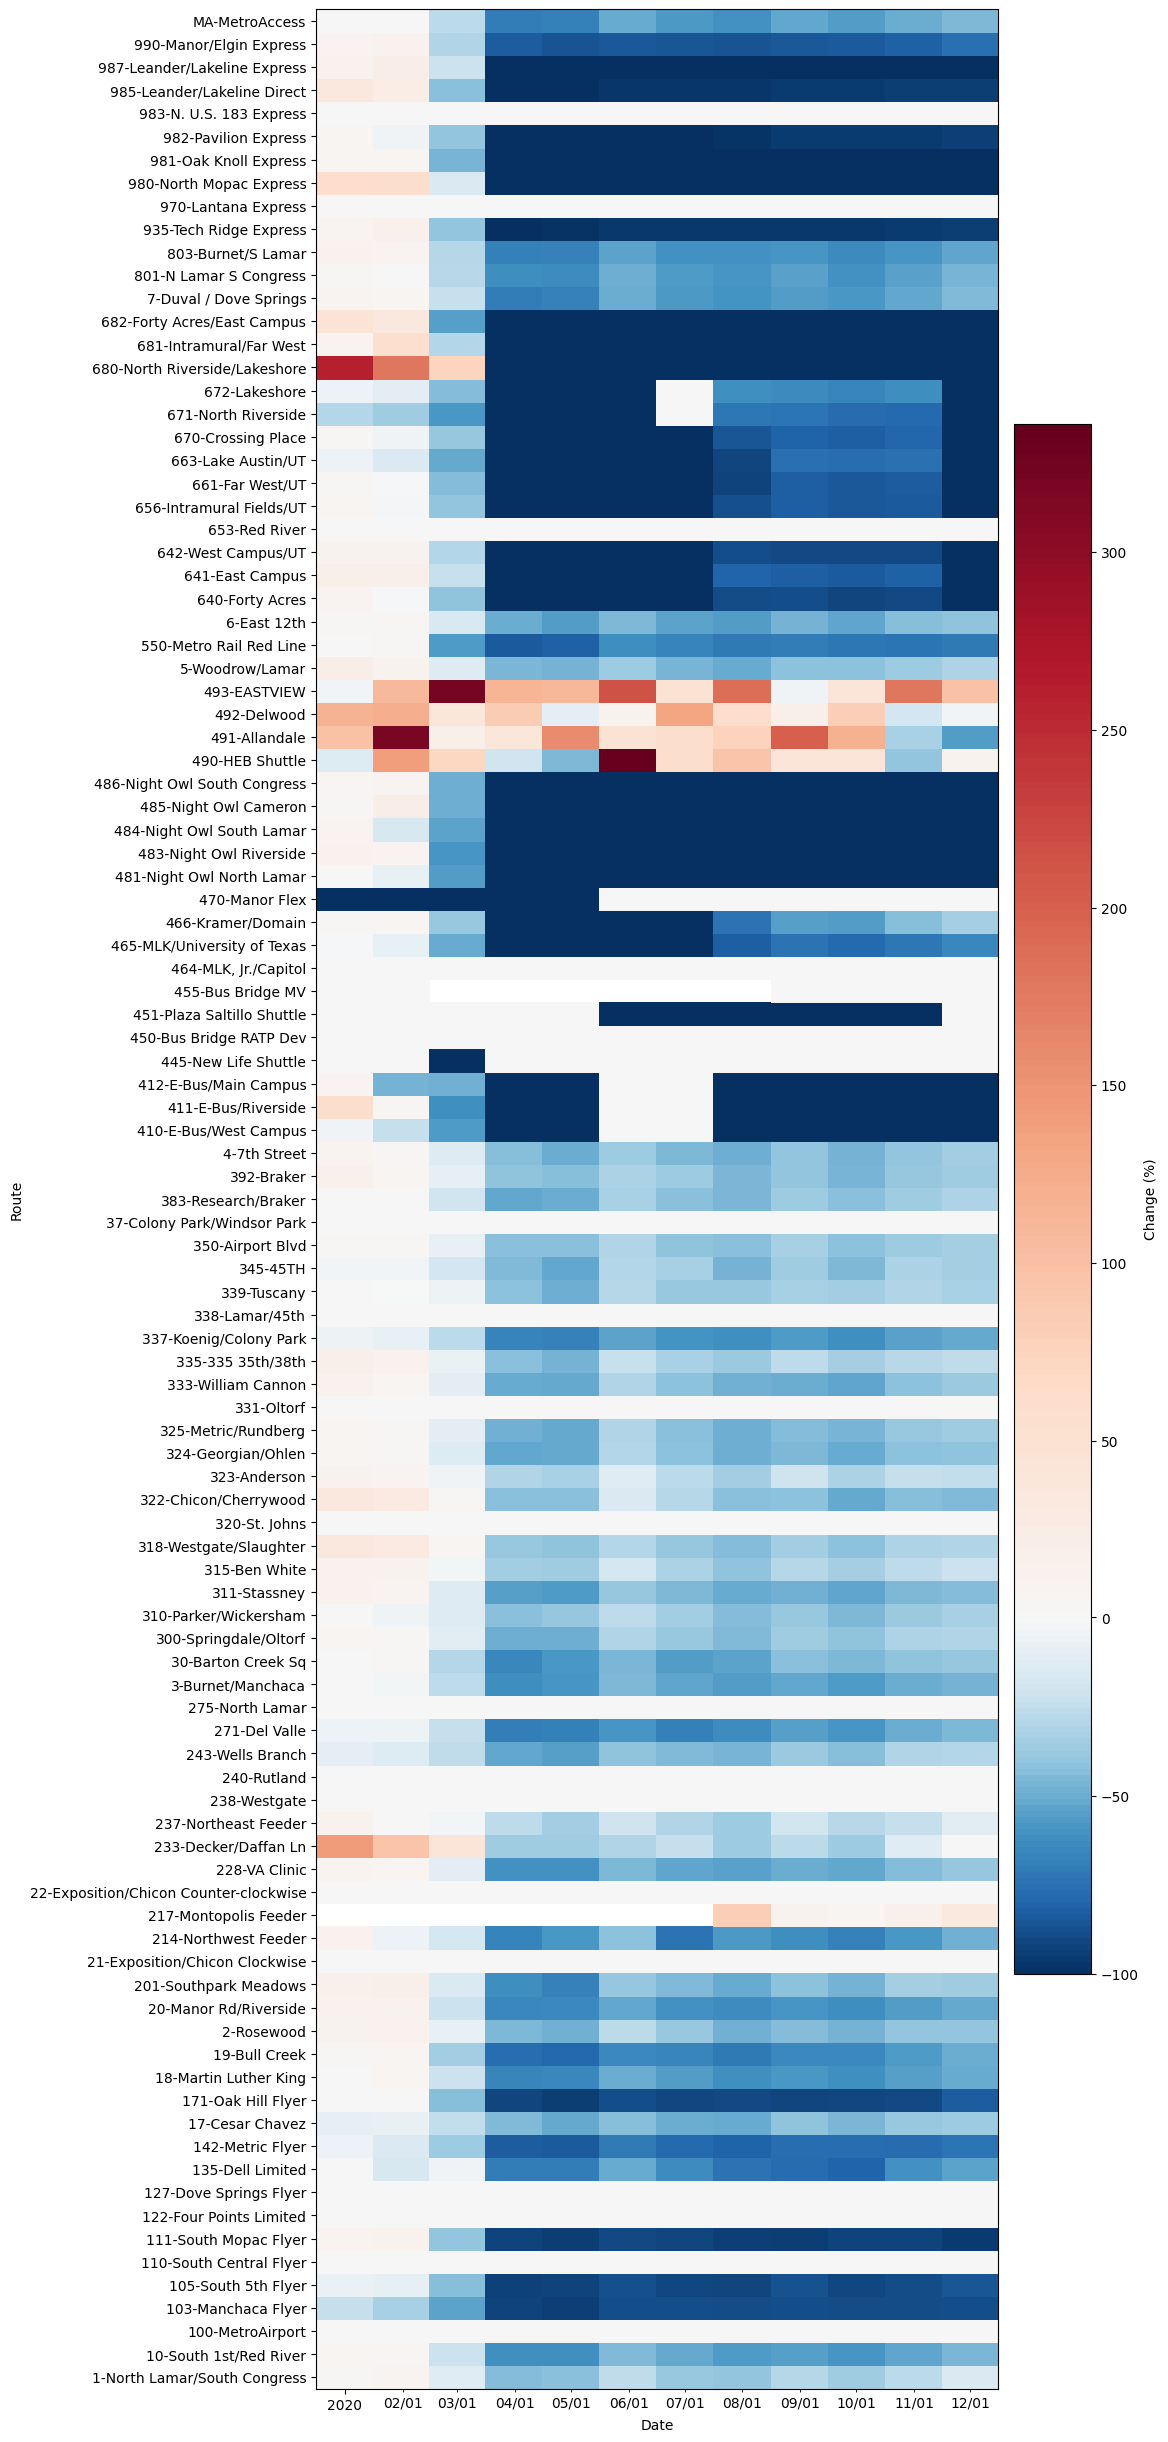 MA-MetroAccess
990-Manor/Elgin Express
987-Leander/Lakeline Express
985-Leander/Lakeline Direct
983-N. U.S. 183 Express
982-Pavilion Express
981-Oak Knoll Express
980-North Mopac Express
970-Lantana Express
935-Tech Ridge Express
803-Burnet/S Lamar
801-N Lamar S Congress
7-Duval / Dove Springs
682-Forty Acres/East Campus
681-Intramural/Far West
680-North Riverside/Lakeshore
672-Lakeshore
671-North Riverside
670-Crossing Place
663-Lake Austin/UT
661-Far West/UT
656-Intramural Fields/UT
653-Red River
642-West Campus/UT
641-East Campus
640-Forty Acres
6-East 12th
550-Metro Rail Red Line
5-Woodrow/Lamar
493-EASTVIEW
492-Delwood
491-Allandale
490-HEB Shuttle
486-Night Owl South Congress
485-Night Owl Cameron
484-Night Owl South Lamar
483-Night Owl Riverside
481-Night Owl North Lamar
470-Manor Flex
466-Kramer/Domain
465-MLK/University of Texas
464-MLK, Jr./Capitol
455-Bus Bridge MV
451-Plaza Saltillo Shuttle
450-Bus Bridge RATP Dev
445-New Life Shuttle
412-E-Bus/Main Campus
411-E-Bus/Riverside
410-E-Bus/West Campus
4-7th Street
392-Braker
383-Research/Braker
37-Colony Park/Windsor Park
350-Airport Blvd
345-45TH
339-Tuscany
338-Lamar/45th
337-Koenig/Colony Park
335-335 35th/38th
333-William Cannon
331-Oltorf
325-Metric/Rundberg
324-Georgian/Ohlen
323-Anderson
322-Chicon/Cherrywood
320-St. Johns
318-Westgate/Slaughter
315-Ben White
311-Stassney
310-Parker/Wickersham
300-Springdale/Oltorf
30-Barton Creek Sq
3-Burnet/Manchaca
275-North Lamar
271-Del Valle
243-Wells Branch
240-Rutland
238-Westgate
237-Northeast Feeder
233-Decker/Daffan Ln
228-VA Clinic
22-Exposition/Chicon Counter-clockwise
217-Montopolis Feeder
214-Northwest Feeder
21-Exposition/Chicon Clockwise
201-Southpark Meadows
20-Manor Rd/Riverside
2-Rosewood
19-Bull Creek
18-Martin Luther King
171-Oak Hill Flyer
17-Cesar Chavez
142-Metric Flyer
135-Dell Limited
127-Dove Springs Flyer
122-Four Points Limited
111-South Mopac Flyer
110-South Central Flyer
105-South 5th Flyer
103-Manchaca Flyer
100-MetroAirport
10-South 1st/Red River
1-North Lamar/South Congress
Route
2020 02/01 03/01 04/01 05/01 06/01 07/01 08/01 09/01 10/01 11/01 12/01
Date
300
250
200
150
100
50
0
−50
−100
Change (%)